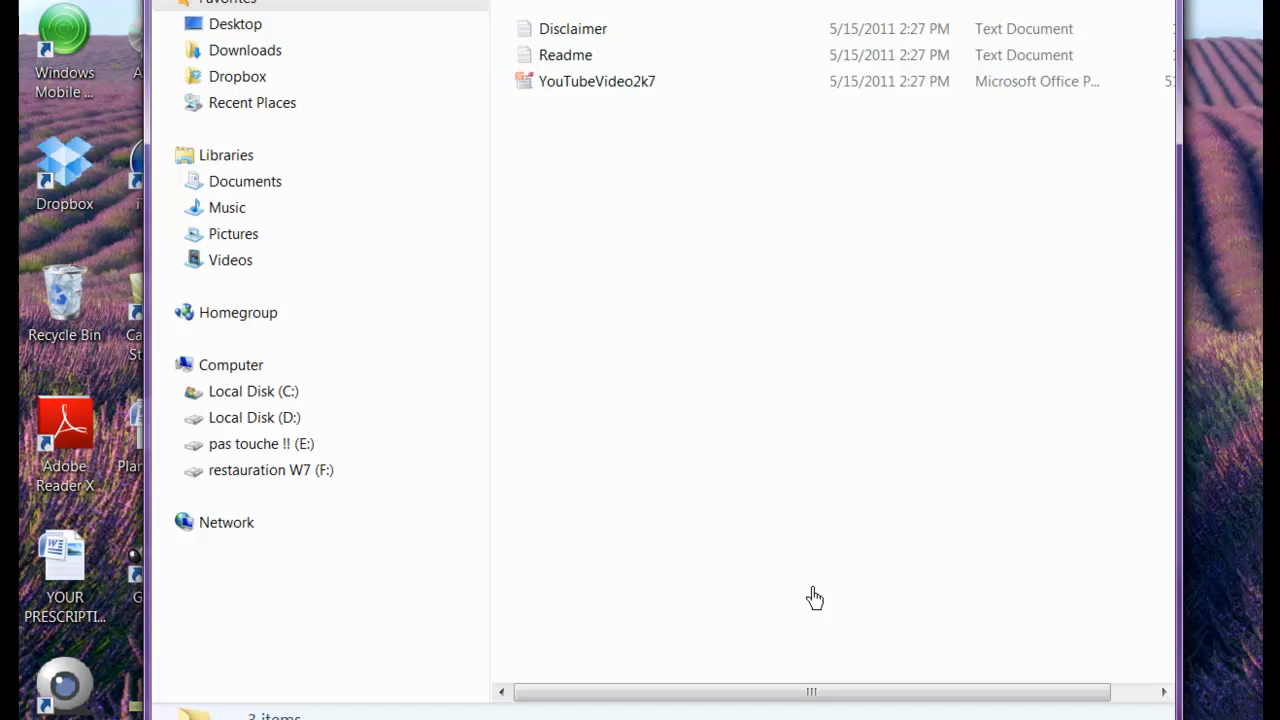 Favorites
Desktop
Downloads
Dropbox
Recent Places
Libraries
Documents
Music
Pictures
Videos
Homegroup
Computer
Local Disk (C:)
Local Disk (D:)
pas touche !! (E:)
restauration W7 (F:)
Network
Disclaimer 5/15/2011 2:27 PM Text Document
Readme 5/15/2011 2:27 PM Text Document
YouTubeVideo2k7 5/15/2011 2:27 PM Microsoft Office P...
3 items
Windows
Mobile ...
Dropbox
Recycle Bin
Adobe
Reader X
YOUR
PRESCRIPTI...
Ca
St
Plan